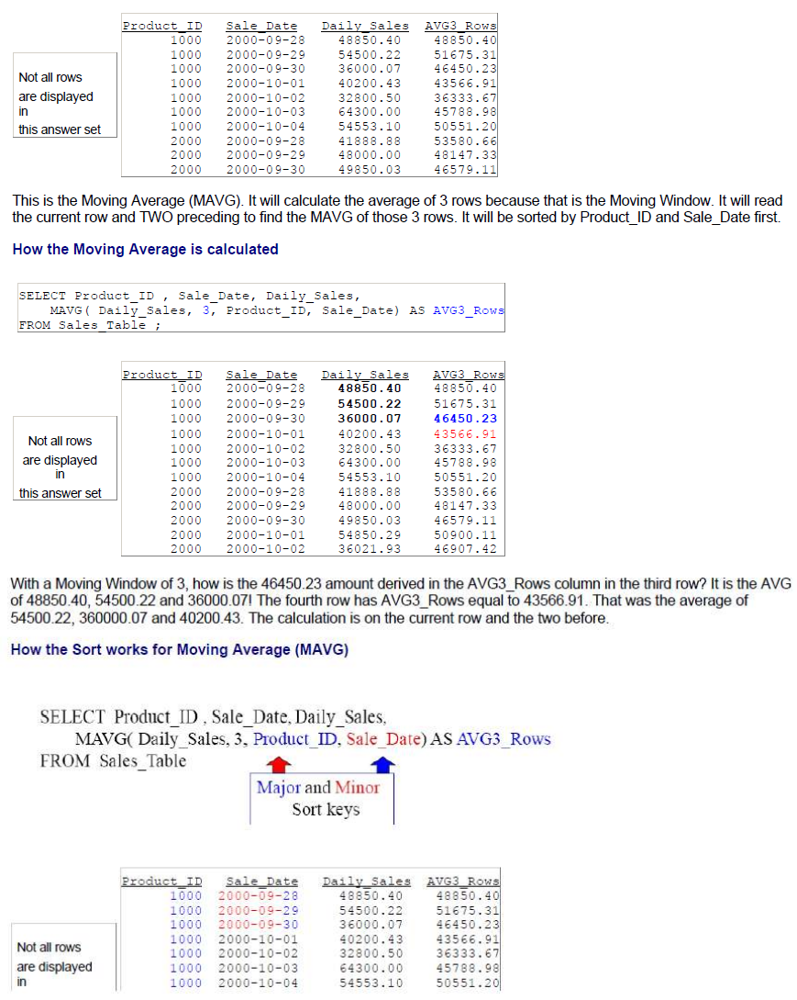 Product_ID Sale_Date Daily_Sales AVG3_Rows
1000 2000-09-28 48850.40 48850.40
1000 2000-09-29 54500.22 51675.31
1000 2000-09-30 36000.07 46450.23
1000 2000-10-01 40200.43 43566.91
1000 2000-10-02 32800.50 36333.67
1000 2000-10-03 64300.00 45788.98
1000 2000-10-04 54553.10 50551.20
2000 2000-09-28 41888.88 53580.66
2000 2000-09-29 48000.00 48147.33
2000 2000-09-30 49850.03 46579.11
Not all rows
are displayed
in
this answer set
This is the Moving Average (MAVG). It will calculate the average of 3 rows because that is the Moving Window. It will read
the current row and TWO preceding to find the MAVG of those 3 rows. It will be sorted by Product_ID and Sale_Date first.
How the Moving Average is calculated
SELECT Product_ID , Sale_Date, Daily_Sales,
MAVG( Daily_Sales, 3, Product_ID, Sale_Date) AS AVG3_Rows
FROM Sales_Table ;
Product_ID Sale_Date Daily_Sales AVG3_Rows
1000 2000-09-28 48850.40 48850.40
1000 2000-09-29 54500.22 51675.31
1000 2000-09-30 36000.07 46450.23
1000 2000-10-01 40200.43 43566.91
1000 2000-10-02 32800.50 36333.67
1000 2000-10-03 64300.00 45788.98
1000 2000-10-04 54553.10 50551.20
2000 2000-09-28 41888.88 53580.66
2000 2000-09-29 48000.00 48147.33
2000 2000-09-30 49850.03 46579.11
2000 2000-10-01 54850.29 50900.11
2000 2000-10-02 36021.93 46907.42
Not all rows
are displayed
in
this answer set
With a Moving Window of 3, how is the 46450.23 amount derived in the AVG3_Rows column in the third row? It is the AVG
of 48850.40, 54500.22 and 36000.07! The fourth row has AVG3_Rows equal to 43566.91. That was the average of
54500.22, 360000.07 and 40200.43. The calculation is on the current row and the two before.
How the Sort works for Moving Average (MAVG)
SELECT Product_ID , Sale_Date, Daily_Sales,
MAVG( Daily_Sales, 3, Product_ID, Sale_Date) AS AVG3_Rows
FROM Sales_Table
Major and Minor
Sort keys
Product_ID Sale_Date Daily_Sales AVG3_Rows
1000 2000-09-28 48850.40 48850.40
1000 2000-09-29 54500.22 51675.31
1000 2000-09-30 36000.07 46450.23
1000 2000-10-01 40200.43 43566.91
1000 2000-10-02 32800.50 36333.67
1000 2000-10-03 64300.00 45788.98
1000 2000-10-04 54553.10 50551.20
Not all rows
are displayed
in